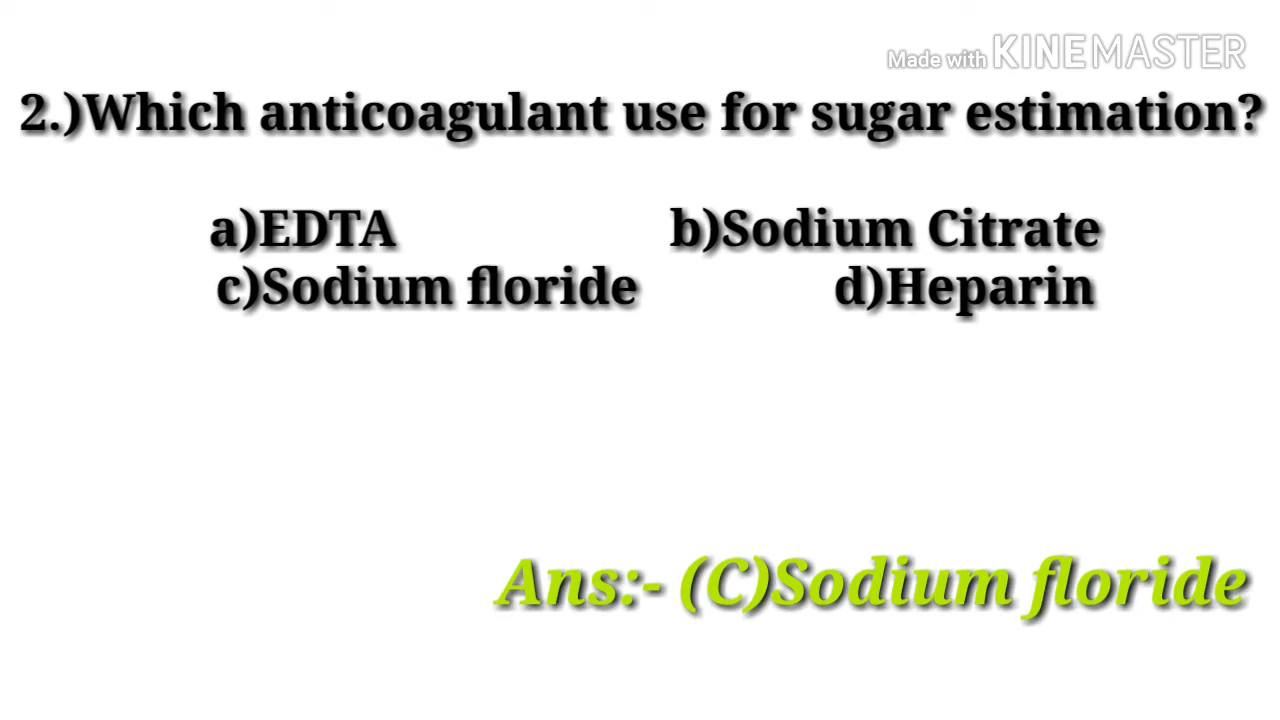 Made with KINEMASTER
2.)Which anticoagulant use for sugar estimation?
a)EDTA b)Sodium Citrate
c)Sodium floride d)Heparin
Ans:- (C)Sodium floride